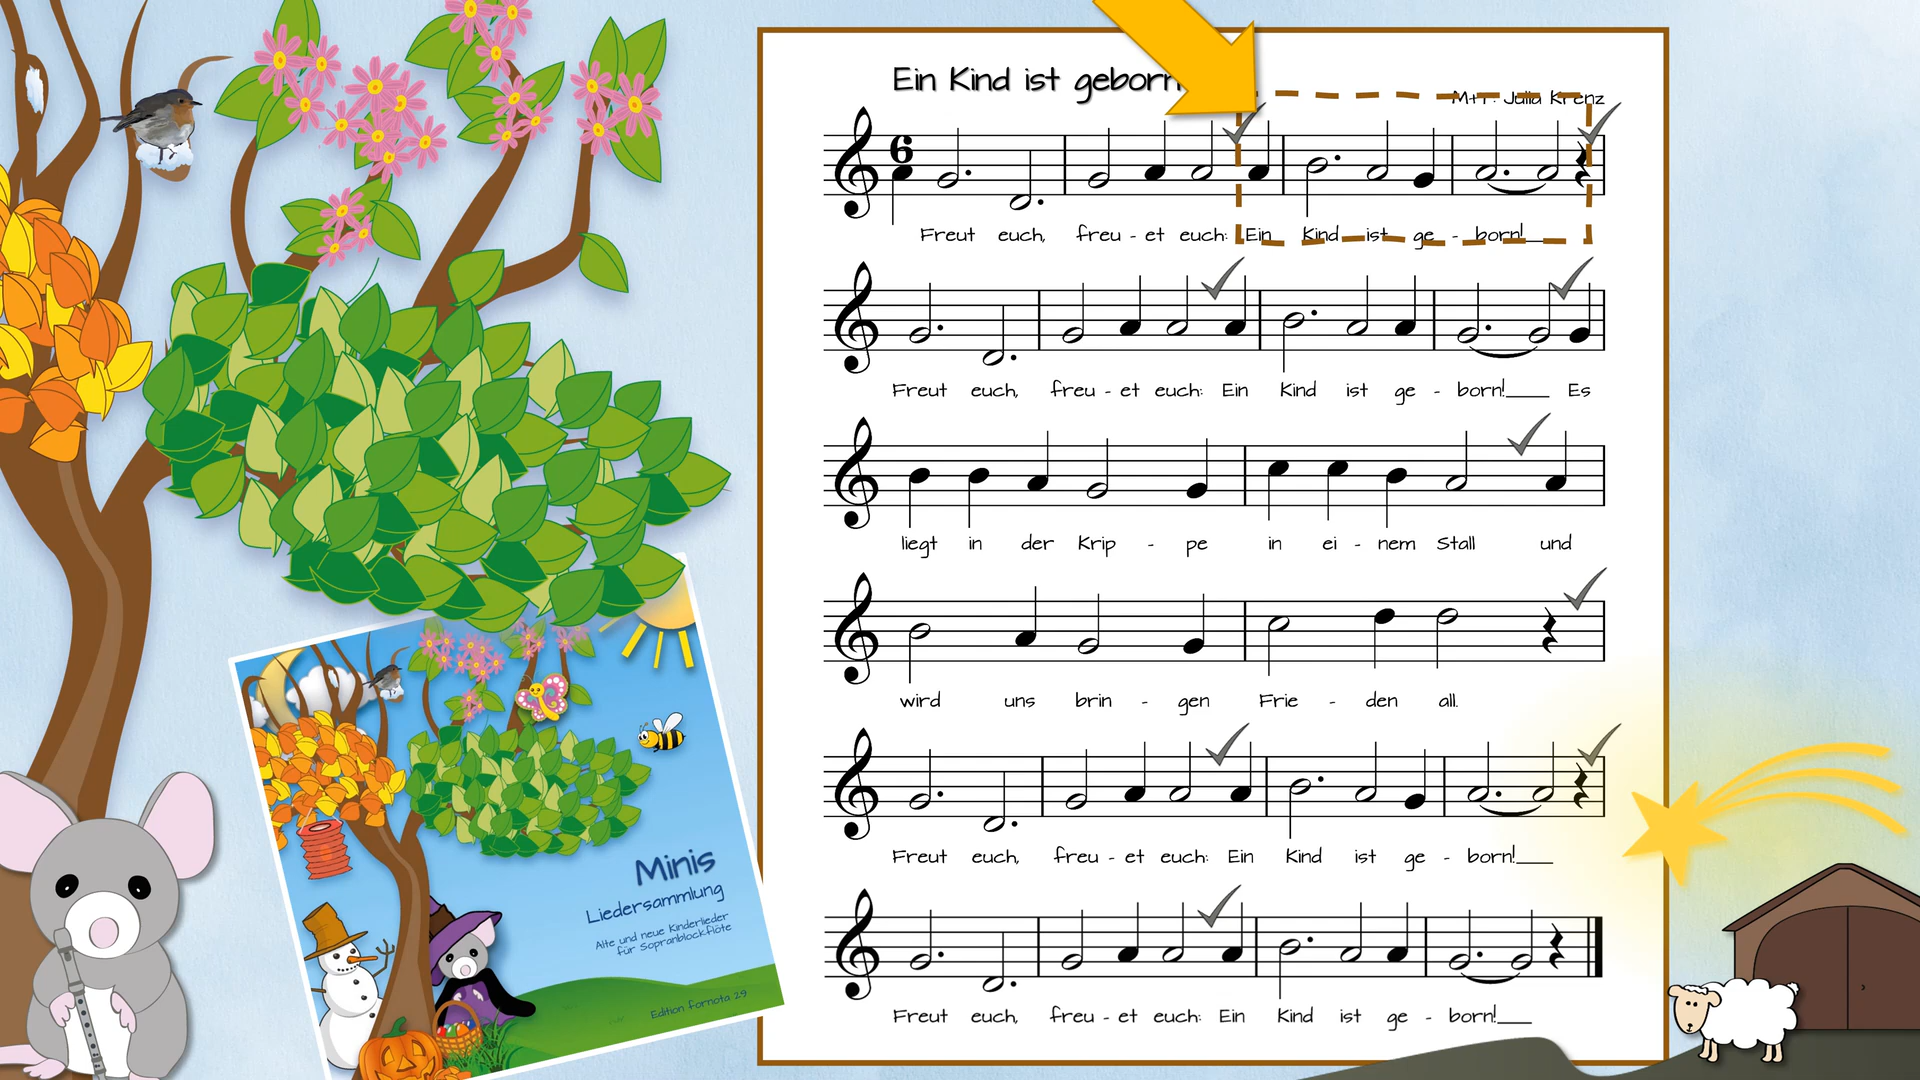 Ein Kind ist geborn
M+T: Julia Krenz
6
Freut euch, freu - et euch: Ein Kind ist ge - born!
Freut euch, freu - et euch: Ein Kind ist ge - born! Es
liegt in der Krip - pe in ei - nem Stall und
wird uns brin - gen Frie - den all.
Freut euch, freu - et euch: Ein Kind ist ge - born!
Freut euch, freu - et euch: Ein Kind ist ge - born!
Minis
Liedersammlung
Alte und neue Kinderlieder
für Sopranblockflöte
Edition fornota 29